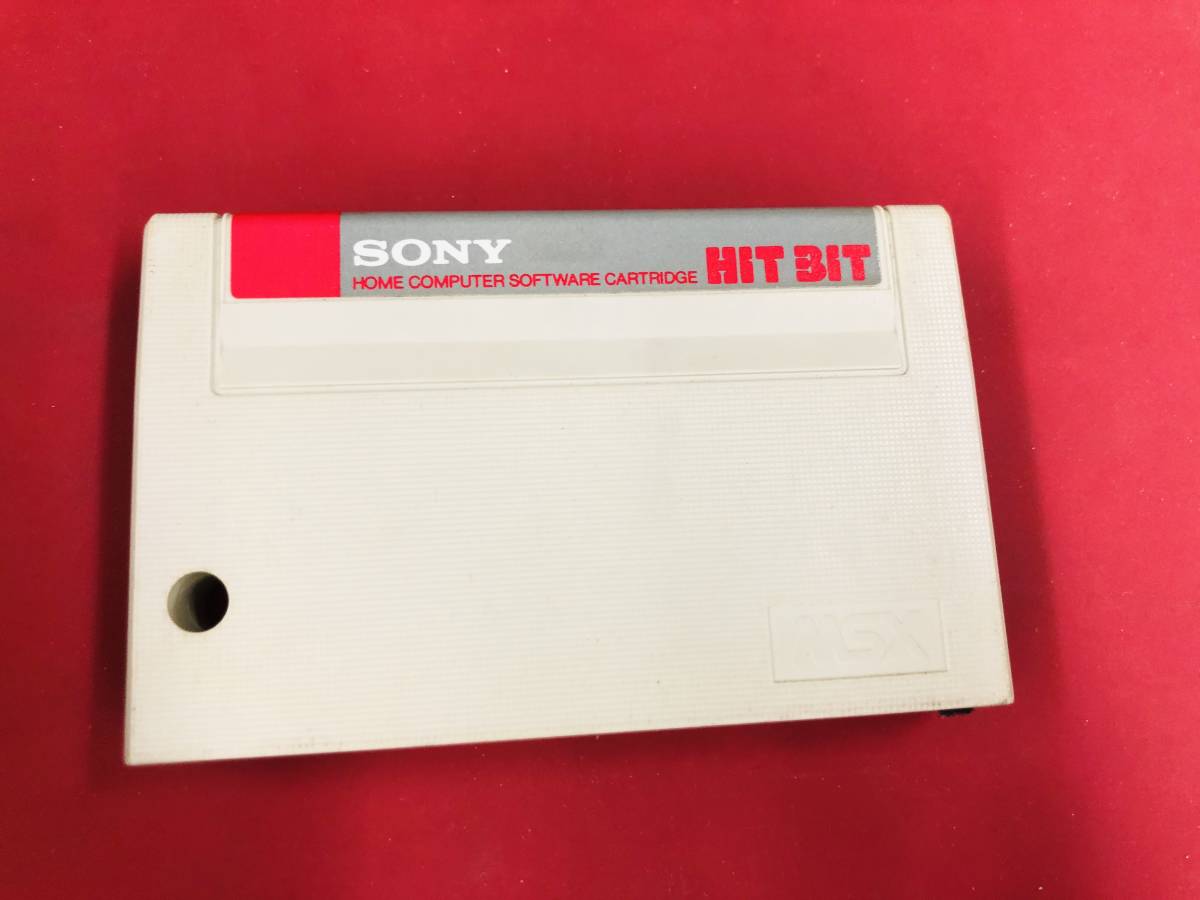 SONY
HOME COMPUTER SOFTWARE CARTRIDGE HIT BIT
MSX